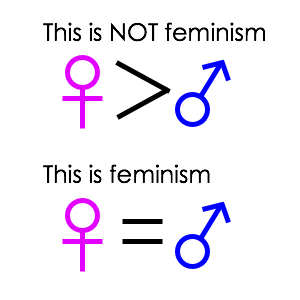 This is NOT feminism
♀ > ♂
This is feminism
♀ = ♂